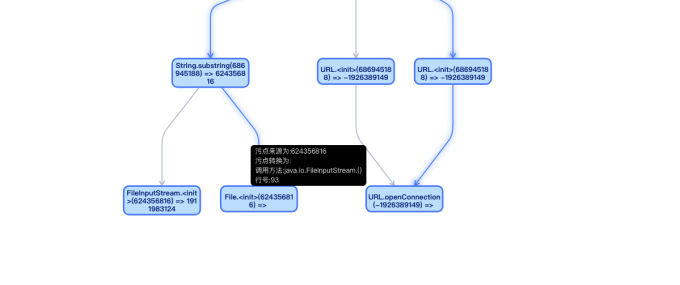 String.substring(686
945188) => 6243568
16
URL.<init>(68694518
8) => -1926389149
URL.<init>(68694518
8) => -1926389149
污点来源为:624356816
污点转换为:
调用方法:java.io.FileInputStream.()
行号:93
FileInputStream.<init
>(624356816) => 191
1983124
File.<init>(62435681
6) =>
URL.openConnection
(-1926389149) =>